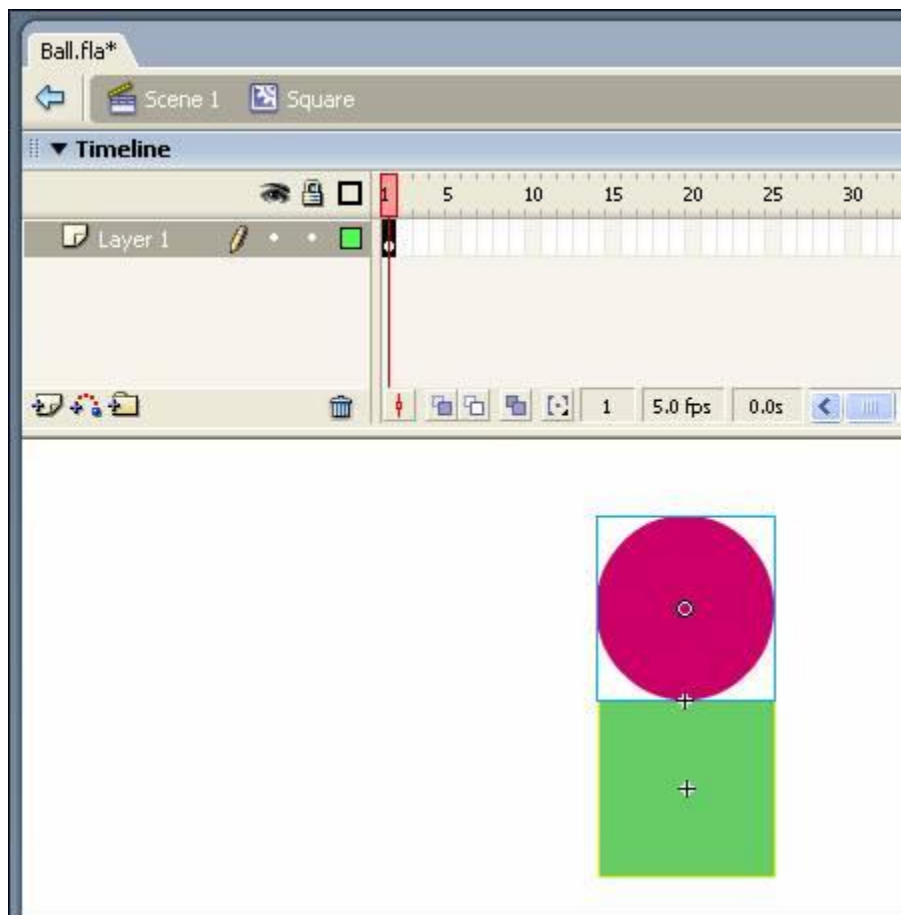 Ball.fla*
Scene 1 Square
Timeline
1 5 10 15 20 25 30
Layer 1
1 5.0 fps 0.0s